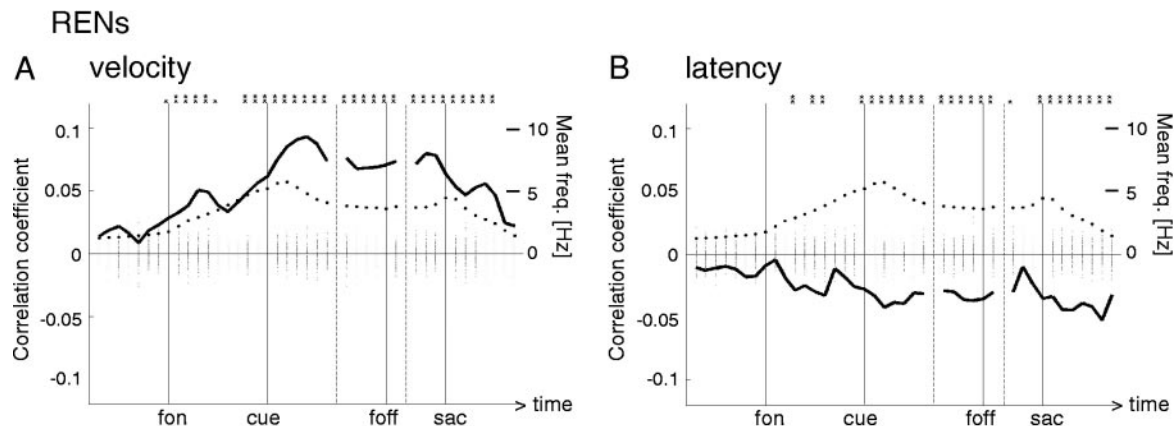 RENs
A velocity
0.1
0.05
0
-0.05
-0.1
Correlation coefficient
10
5
0
Mean freq. [Hz]
fon cue foff sac > time
B latency
0.1
0.05
0
-0.05
-0.1
Correlation coefficient
10
5
0
Mean freq. [Hz]
fon cue foff sac > time